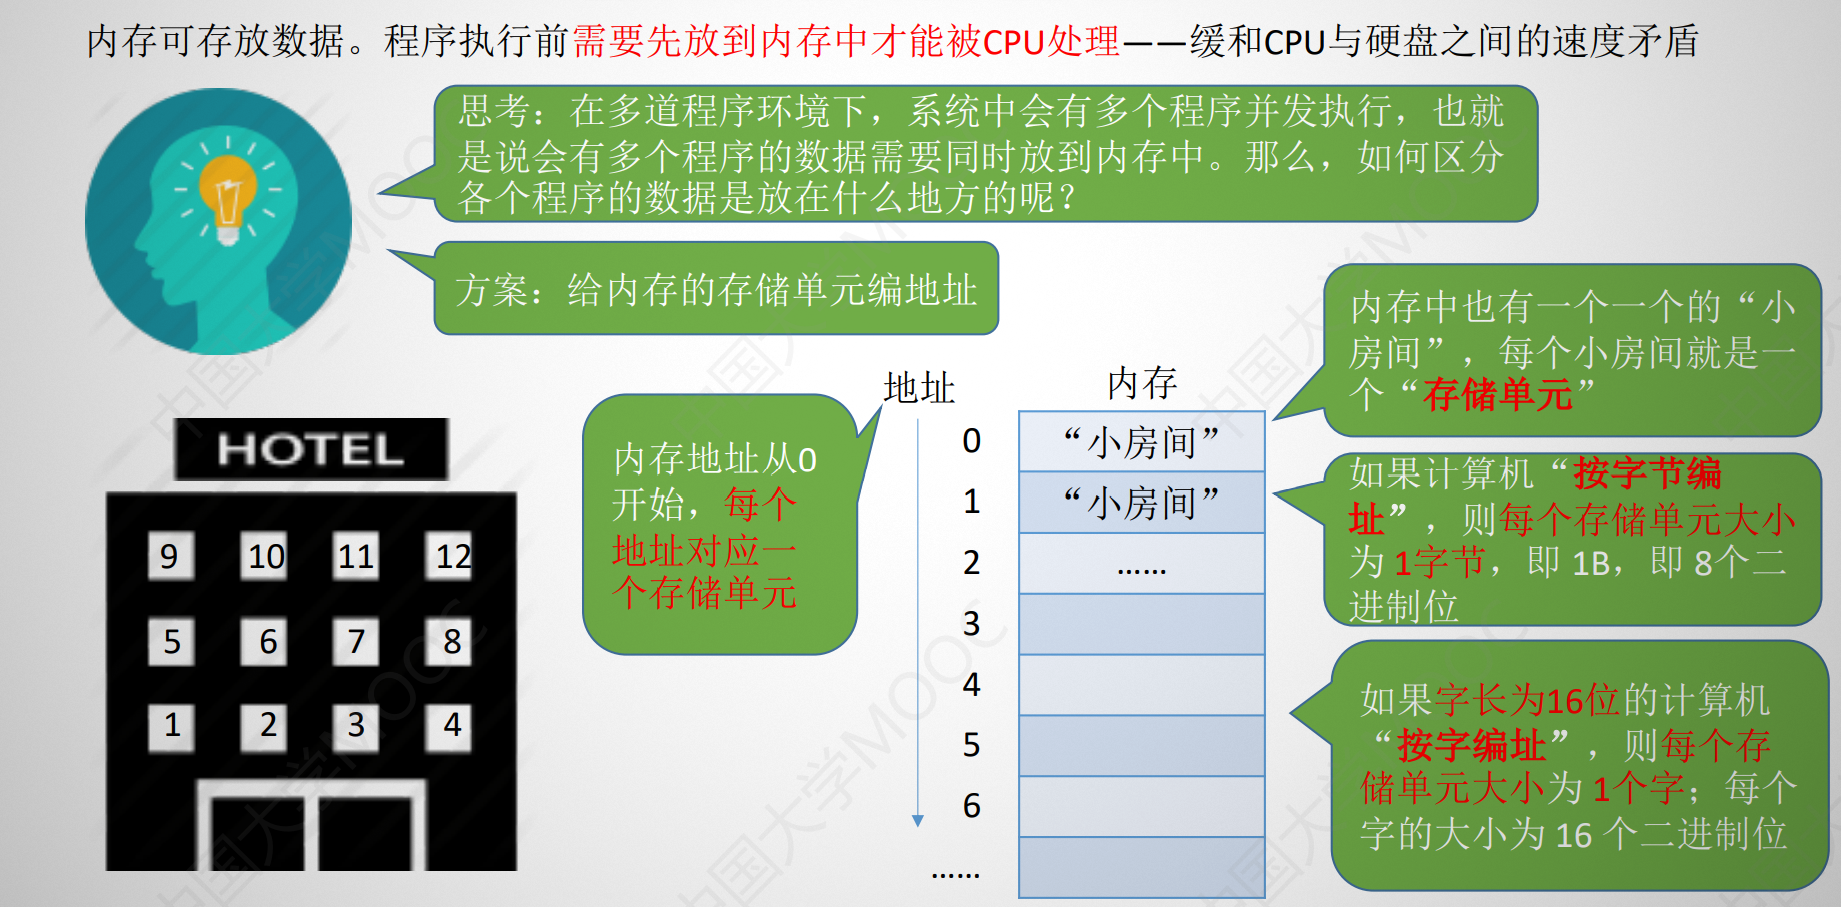 内存可存放数据。程序执行前需要先放到内存中才能被CPU处理——缓和CPU与硬盘之间的速度矛盾
思考：在多道程序环境下，系统中会有多个程序并发执行，也就
是说会有多个程序的数据需要同时放到内存中。那么，如何区分
各个程序的数据是放在什么地方的呢？
方案：给内存的存储单元编地址
内存中也有一个一个的“小
房间”，每个小房间就是一
个“存储单元”
地址
内存
HOTEL
内存地址从0
开始，每个
地址对应一
个存储单元
0 “小房间”
1 “小房间”
2 ……
3
4
5
6
……
如果计算机“按字节编
址”，则每个存储单元大小
为 1字节，即 1B，即 8个二
进制位
9 10 11 12
5 6 7 8
1 2 3 4
如果字长为16位的计算机
“按字编址”，则每个存
储单元大小为 1个字；每个
字的大小为 16 个二进制位
中国大学MOOC